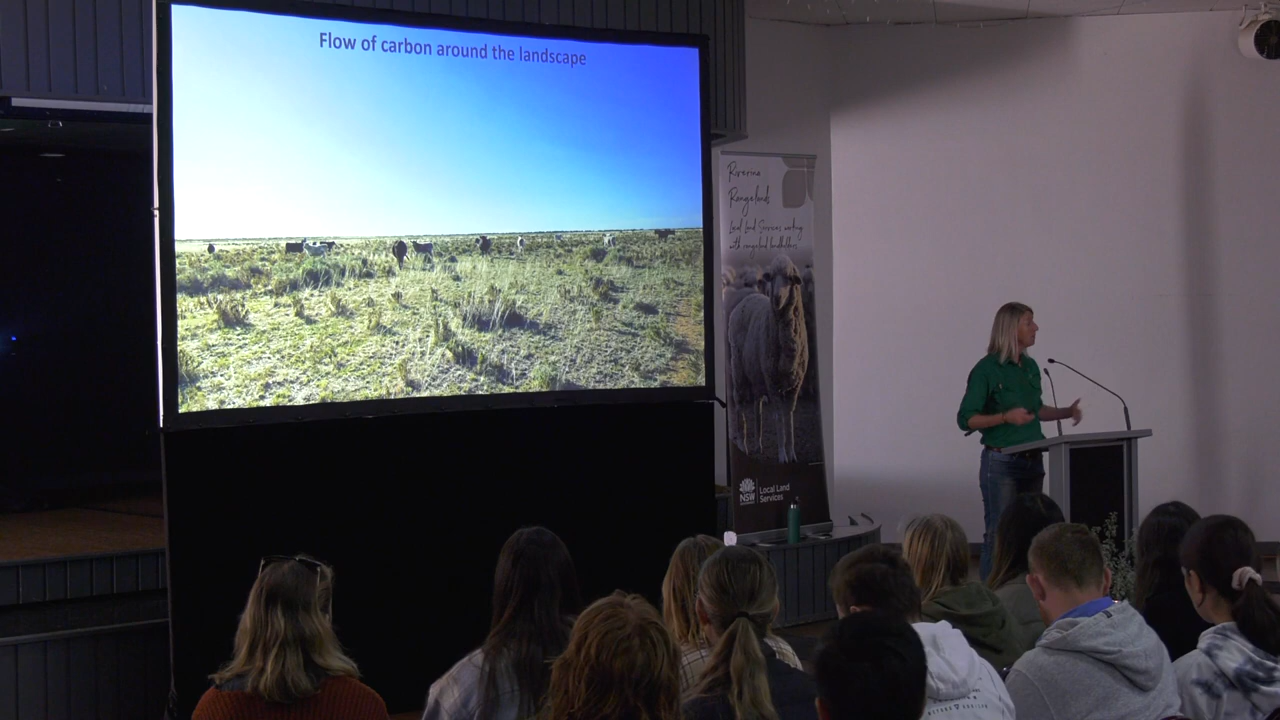 Flow of carbon around the landscape
Riverina
Rangelands
Local Land Services working
with rangeland landholders
NSW
Local Land
Services